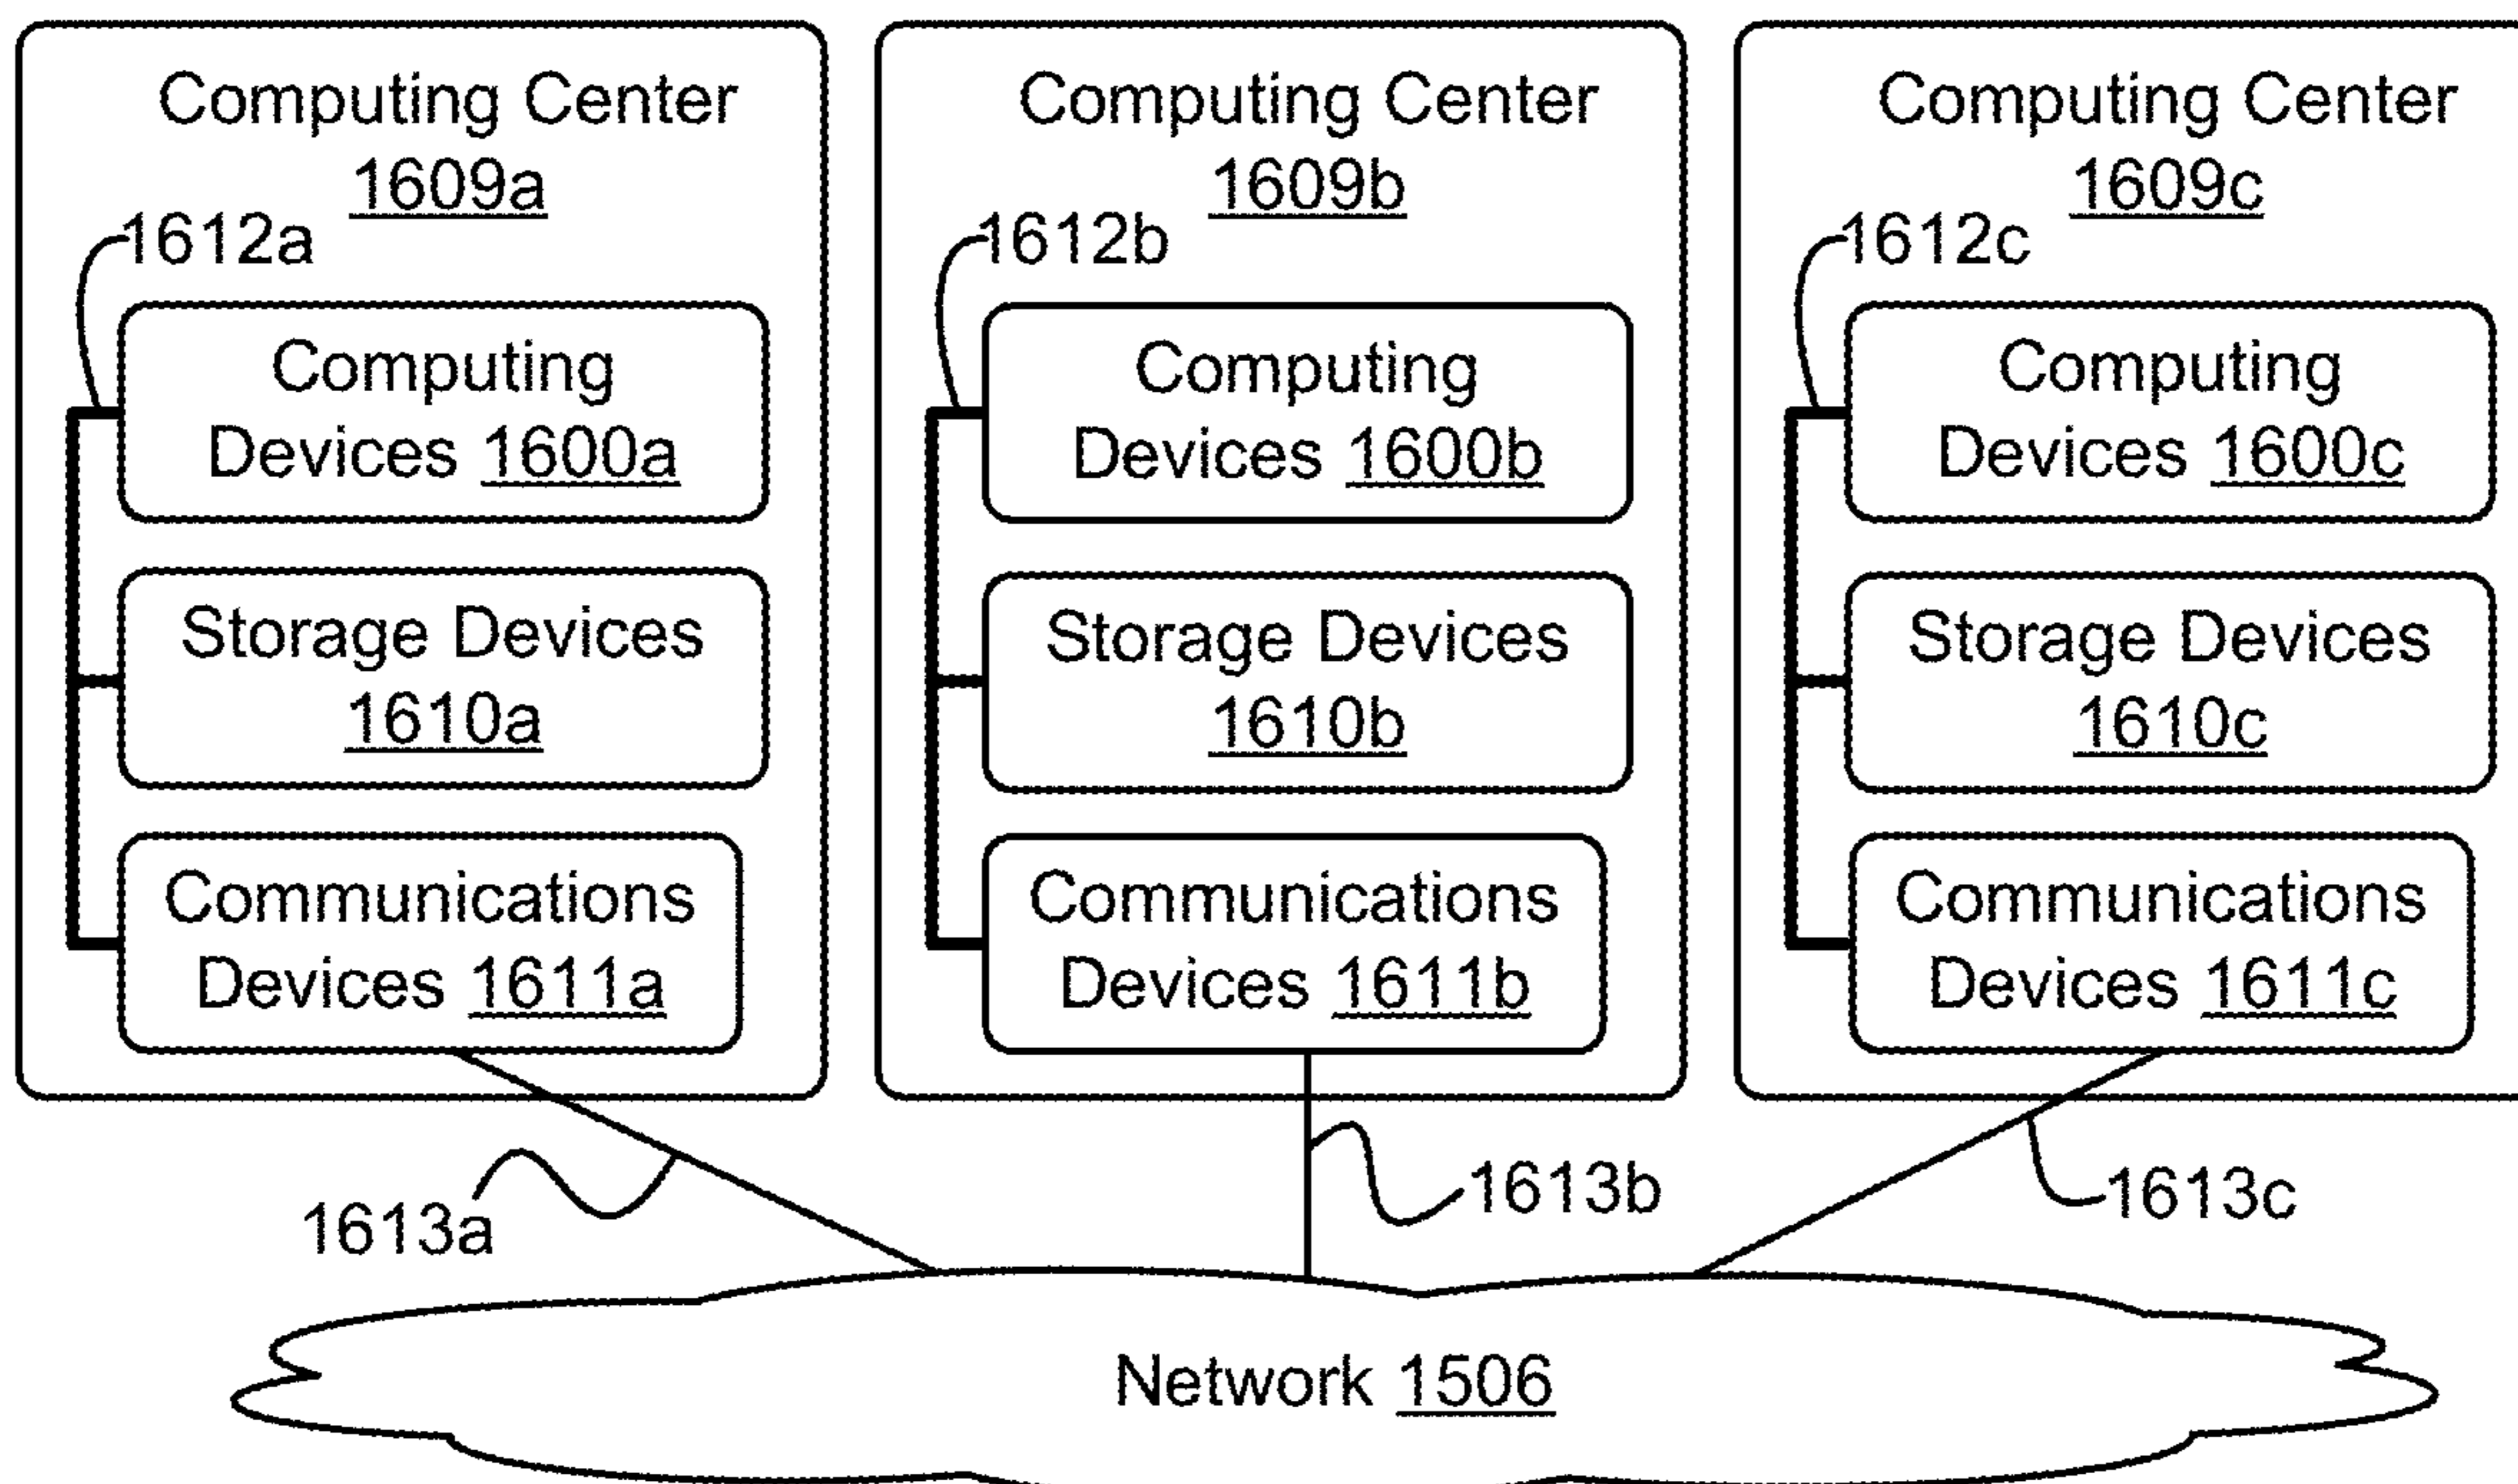 Computing Center
1609a
1612a
Computing
Devices 1600a
Storage Devices
1610a
Communications
Devices 1611a
Computing Center
1609b
1612b
Computing
Devices 1600b
Storage Devices
1610b
Communications
Devices 1611b
Computing Center
1609c
1612c
Computing
Devices 1600c
Storage Devices
1610c
Communications
Devices 1611c
1613a
1613b
1613c
Network 1506